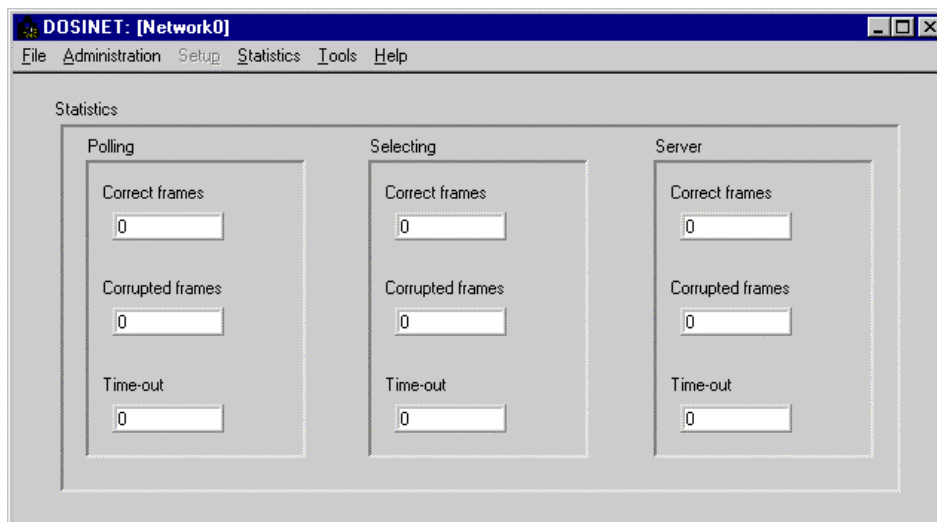 DOSINET: [Network0]
File Administration Setup Statistics Tools Help
Statistics
Polling Selecting Server
Correct frames Correct frames Correct frames
0 0 0
Corrupted frames Corrupted frames Corrupted frames
0 0 0
Time-out Time-out Time-out
0 0 0